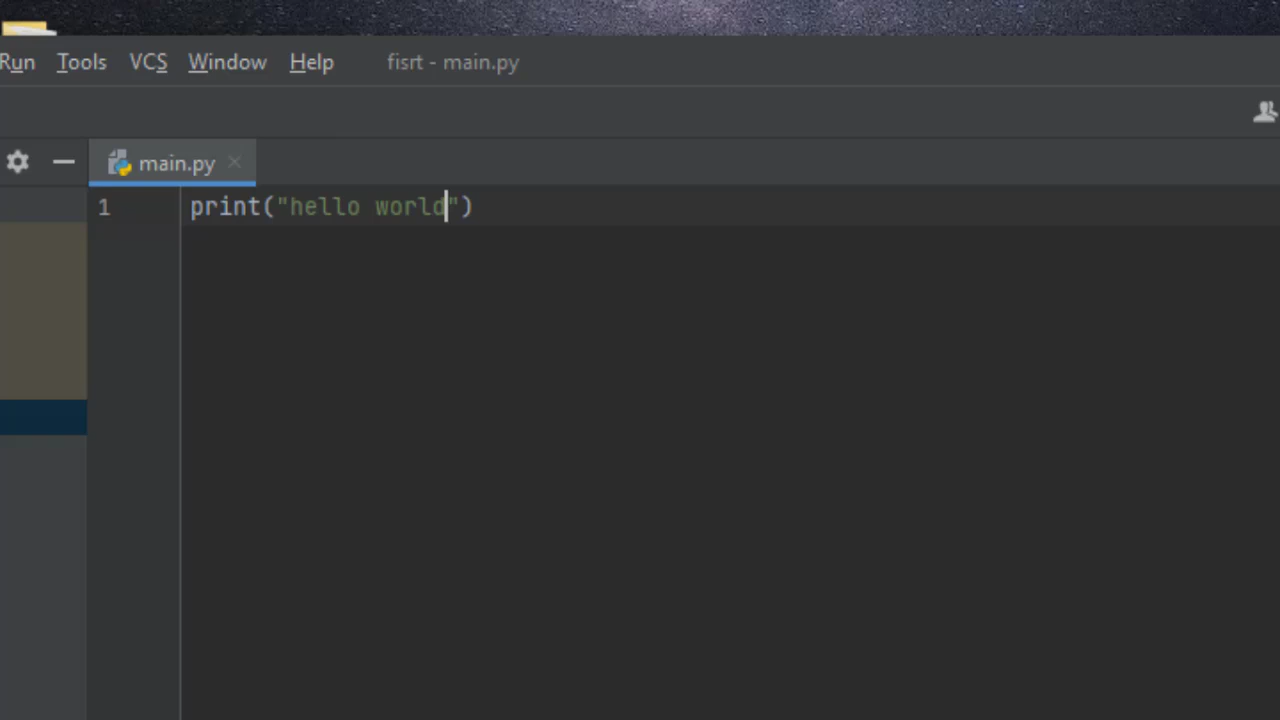 Run Tools VCS Window Help fisrt - main.py
main.py
1 print("hello world")